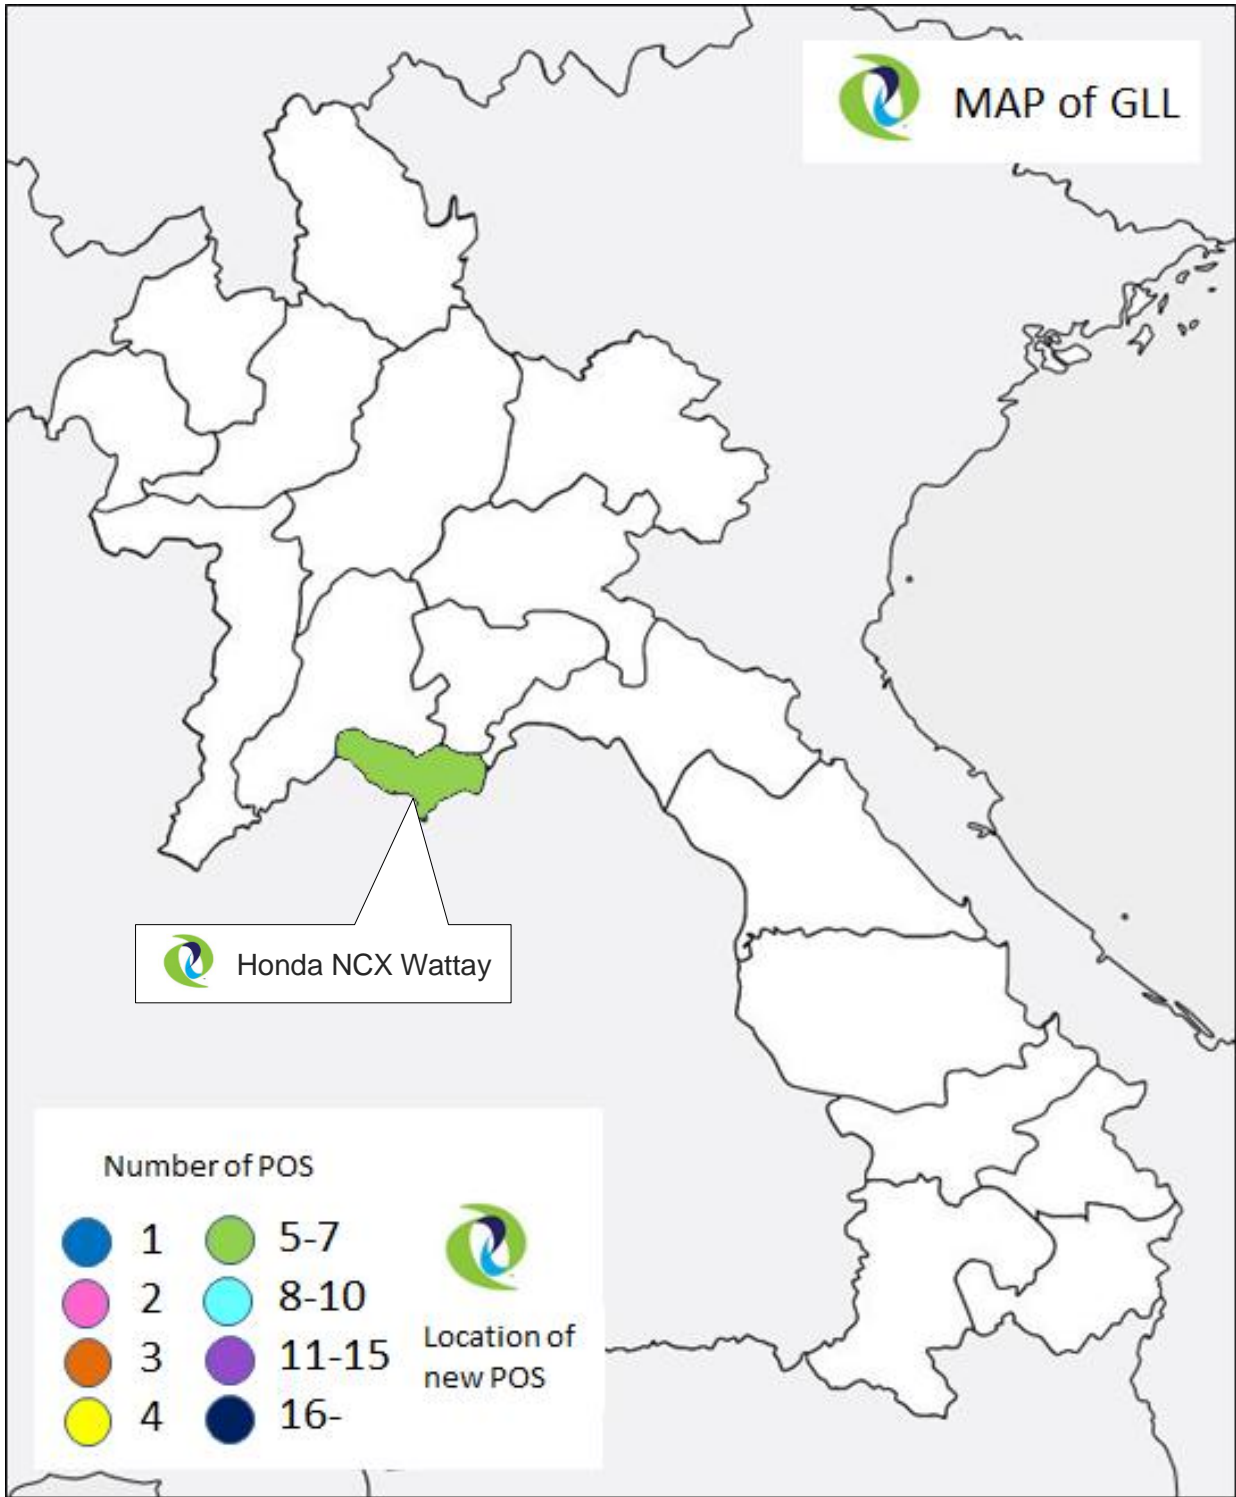 MAP of GLL
Honda NCX Wattay
Number of POS
1
5-7
2
8-10
3
11-15
4
16-
Location of
new POS